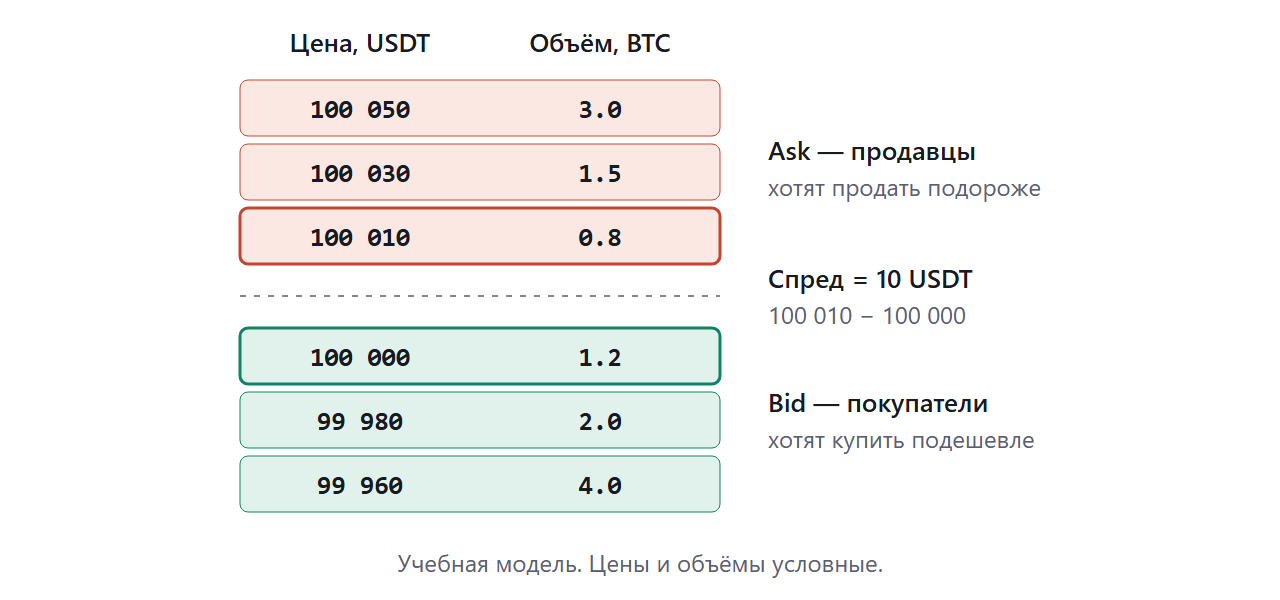 Цена, USDT Объём, BTC
100 050 3.0
100 030 1.5
100 010 0.8
100 000 1.2
99 980 2.0
99 960 4.0
Ask — продавцы
хотят продать подороже
Спред = 10 USDT
100 010 − 100 000
Bid — покупатели
хотят купить подешевле
Учебная модель. Цены и объёмы условные.